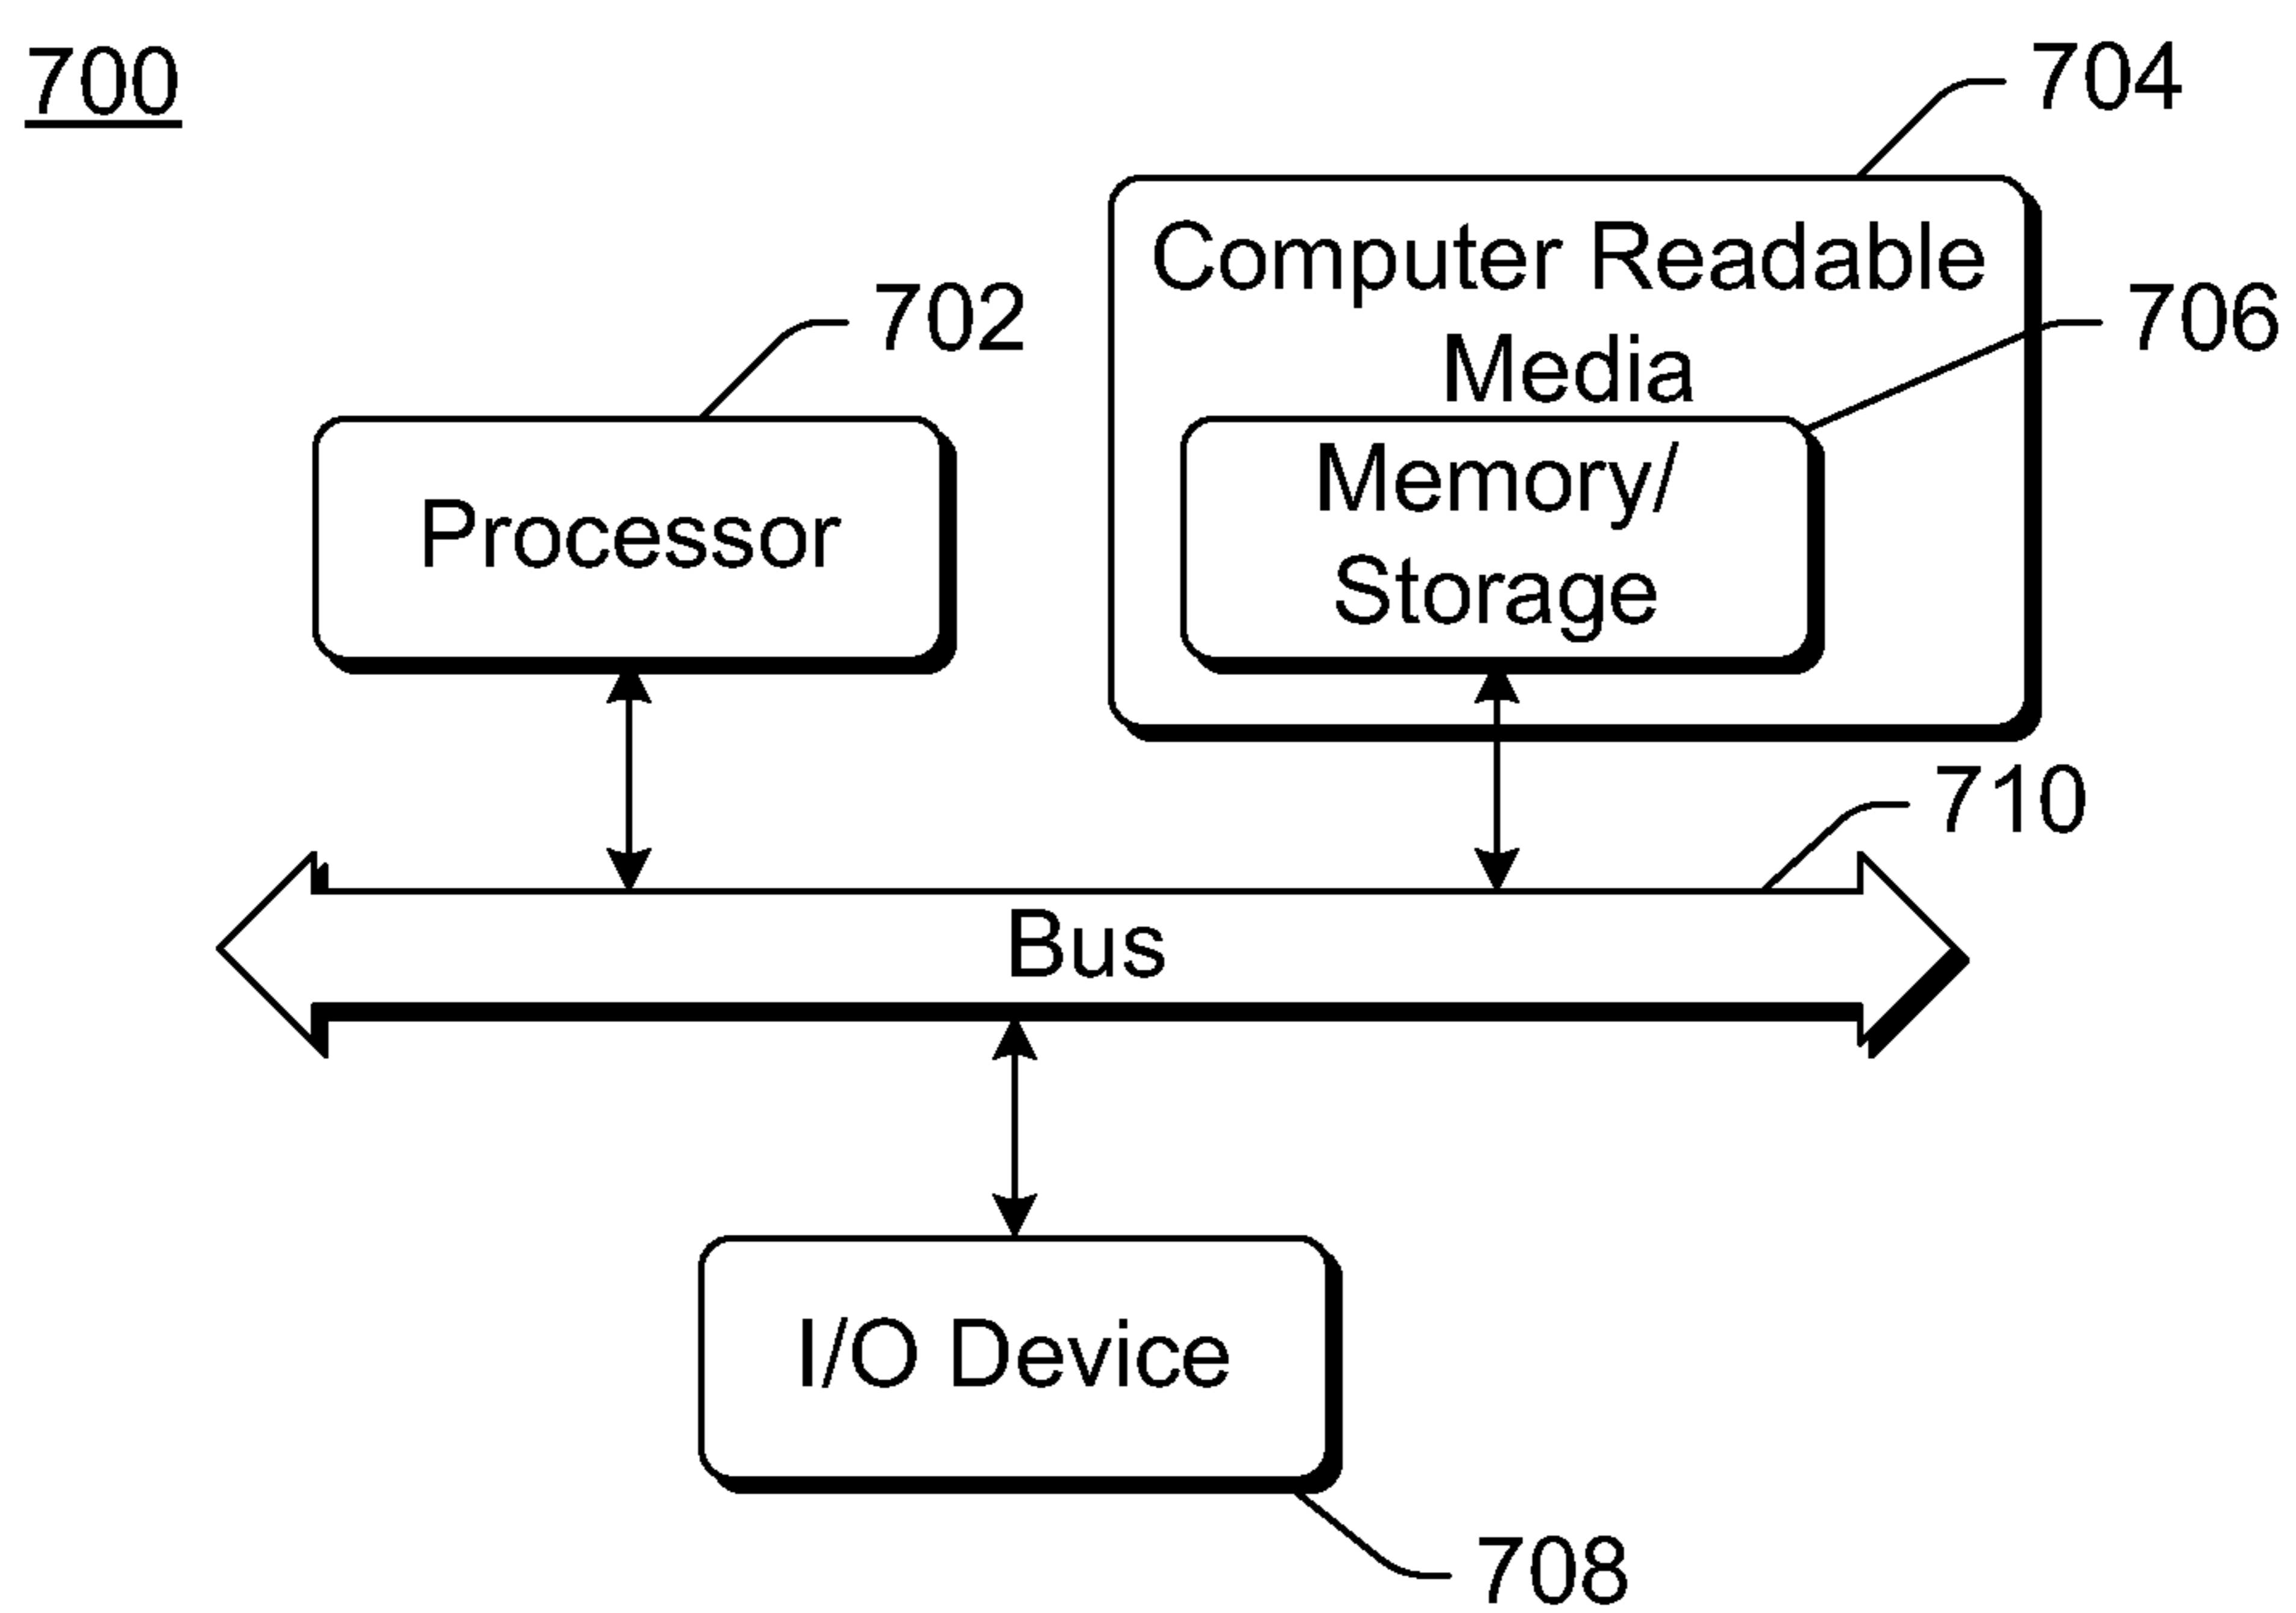 700
704
Computer Readable
Media
702
706
Processor
Memory/
Storage
710
Bus
I/O Device
708